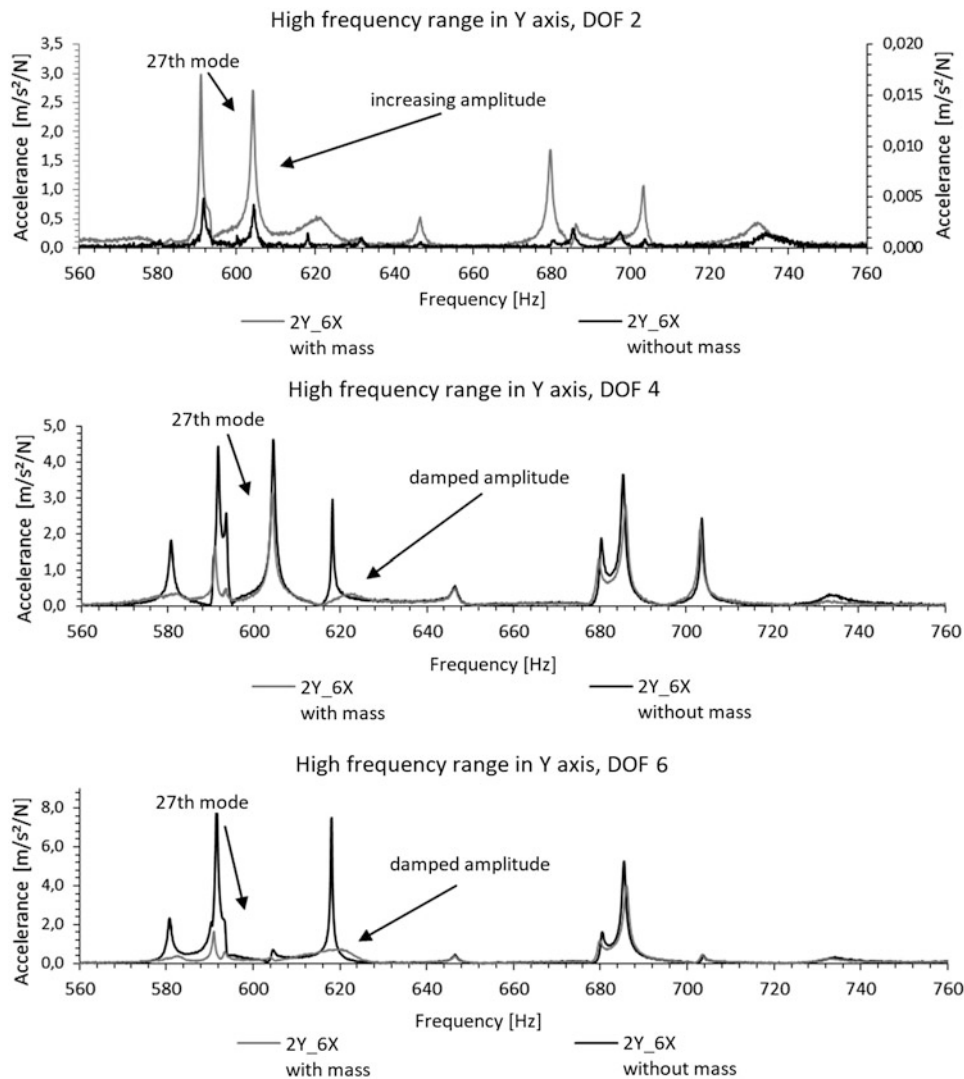 High frequency range in Y axis, DOF 2
Accelerance [m/s²/N]
3,5
3,0
2,5
2,0
1,5
1,0
0,5
0,0
27th mode
increasing amplitude
0,020
0,015
0,010
0,005
0,000
Accelerance [m/s²/N]
560 580 600 620 640 660 680 700 720 740 760
Frequency [Hz]
2Y_6X 2Y_6X
with mass without mass
High frequency range in Y axis, DOF 4
Accelerance [m/s²/N]
5,0
4,0
3,0
2,0
1,0
0,0
27th mode
damped amplitude
560 580 600 620 640 660 680 700 720 740 760
Frequency [Hz]
2Y_6X 2Y_6X
with mass without mass
High frequency range in Y axis, DOF 6
Accelerance [m/s²/N]
8,0
6,0
4,0
2,0
0,0
27th mode
damped amplitude
560 580 600 620 640 660 680 700 720 740 760
Frequency [Hz]
2Y_6X 2Y_6X
with mass without mass